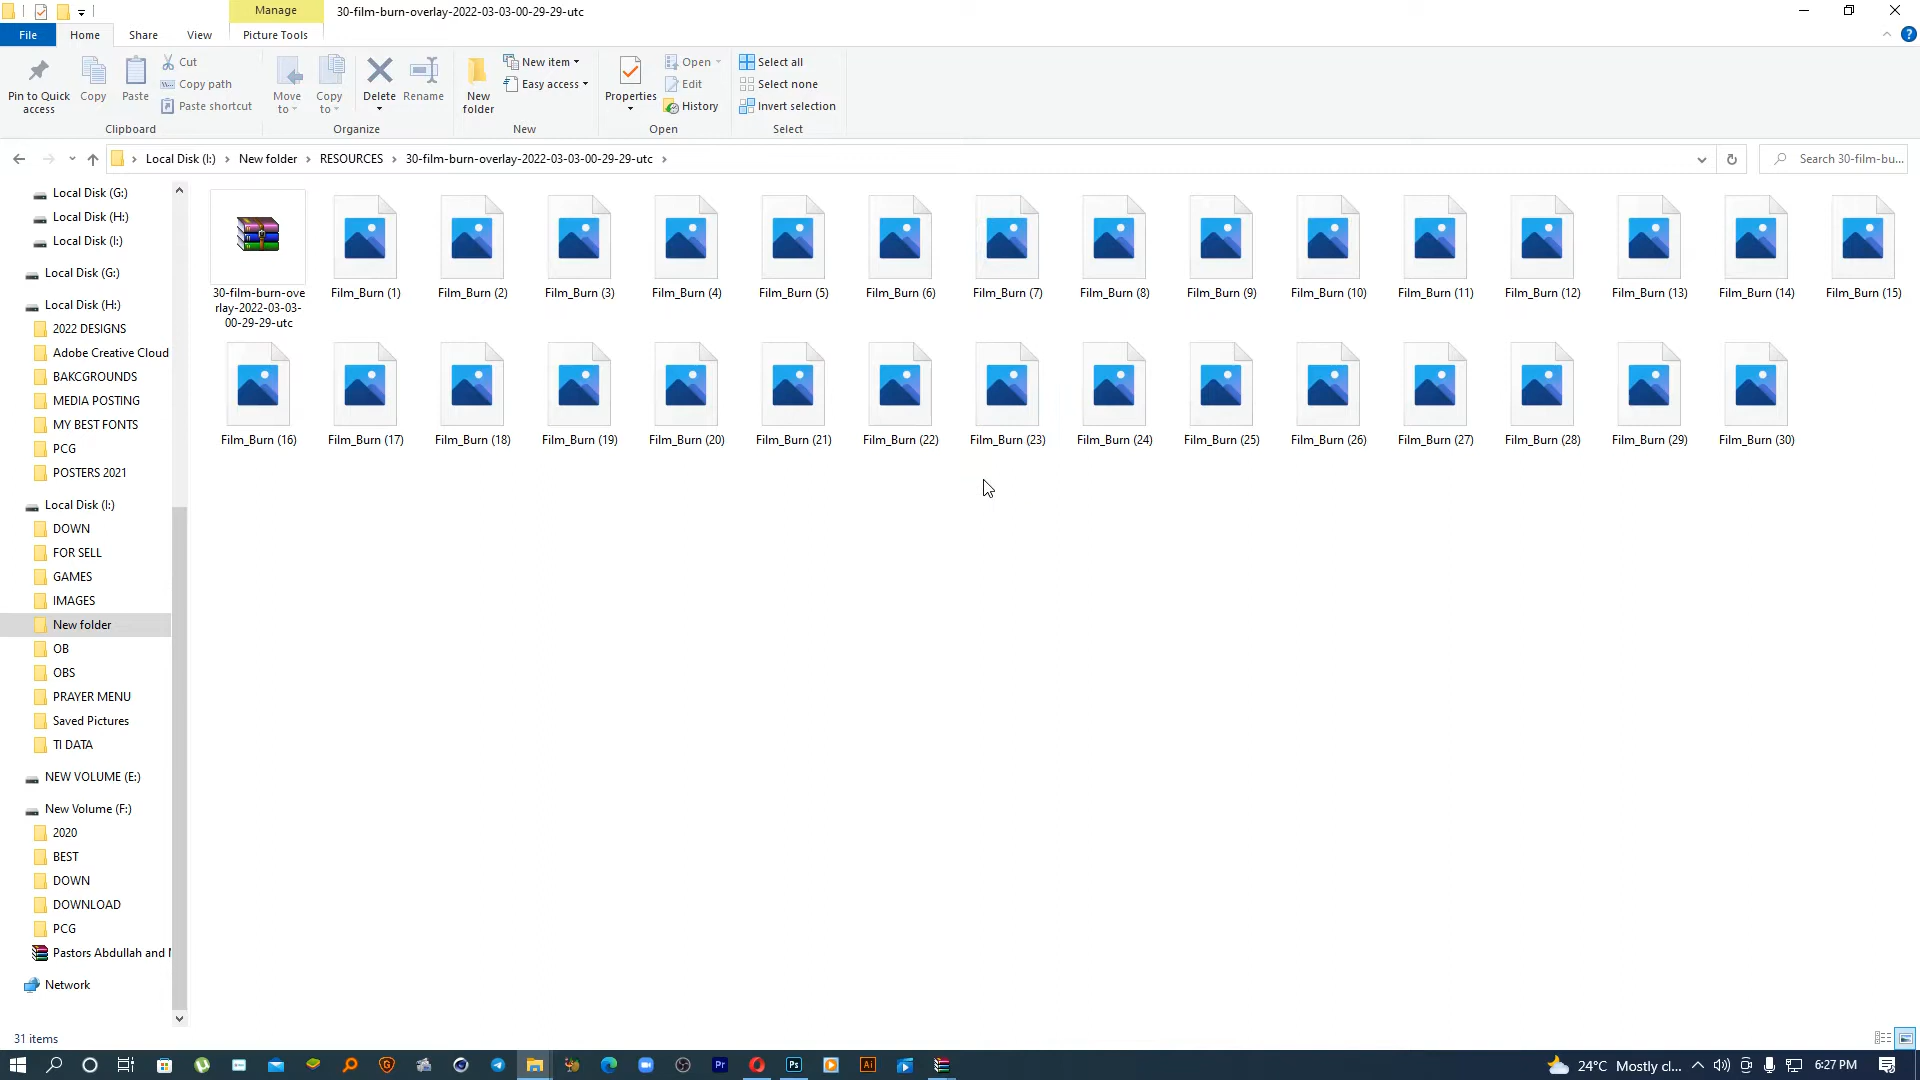 Manage
30-film-burn-overlay-2022-03-03-00-29-29-utc
File
Home
Share
View
Picture Tools
Pin to Quick access
Copy
Paste
Cut
Copy path
Paste shortcut
Clipboard
Move to
Copy to
Delete
Rename
Organize
New folder
New item
Easy access
New
Properties
Open
Edit
History
Open
Select all
Select none
Invert selection
Select
Local Disk (I:) › New folder › RESOURCES › 30-film-burn-overlay-2022-03-03-00-29-29-utc ›
Search 30-film-bu...
Local Disk (G:)
Local Disk (H:)
Local Disk (I:)
Local Disk (G:)
Local Disk (H:)
2022 DESIGNS
Adobe Creative Cloud
BAKCGROUNDS
MEDIA POSTING
MY BEST FONTS
PCG
POSTERS 2021
Local Disk (I:)
DOWN
FOR SELL
GAMES
IMAGES
New folder
OB
OBS
PRAYER MENU
Saved Pictures
TI DATA
NEW VOLUME (E:)
New Volume (F:)
2020
BEST
DOWN
DOWNLOAD
PCG
Pastors Abdullah and
Network
30-film-burn-ove
rlay-2022-03-03-
00-29-29-utc
Film_Burn (1)
Film_Burn (2)
Film_Burn (3)
Film_Burn (4)
Film_Burn (5)
Film_Burn (6)
Film_Burn (7)
Film_Burn (8)
Film_Burn (9)
Film_Burn (10)
Film_Burn (11)
Film_Burn (12)
Film_Burn (13)
Film_Burn (14)
Film_Burn (15)
Film_Burn (16)
Film_Burn (17)
Film_Burn (18)
Film_Burn (19)
Film_Burn (20)
Film_Burn (21)
Film_Burn (22)
Film_Burn (23)
Film_Burn (24)
Film_Burn (25)
Film_Burn (26)
Film_Burn (27)
Film_Burn (28)
Film_Burn (29)
Film_Burn (30)
31 items
Pr
Ps
Ai
24°C Mostly cl...
6:27 PM